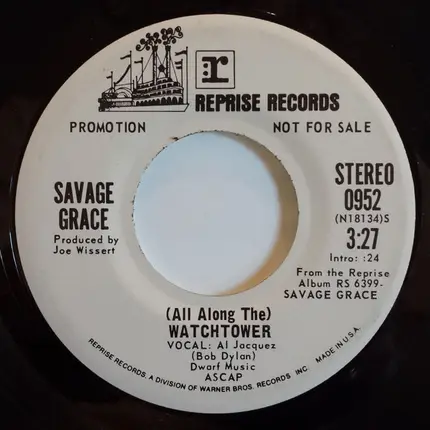 r:
REPRISE RECORDS
PROMOTION
NOT FOR SALE
SAVAGE
GRACE
Produced by
Joe Wissert
STEREO
0952
(N18134)S
3:27
Intro: :24
From the Reprise
Album RS 6399-
SAVAGE GRACE
(All Along The)
WATCHTOWER
VOCAL: Al Jacquez
(Bob Dylan)
Dwarf Music
ASCAP
REPRISE RECORDS, A DIVISION OF WARNER BROS. RECORDS INC. MADE IN U.S.A.